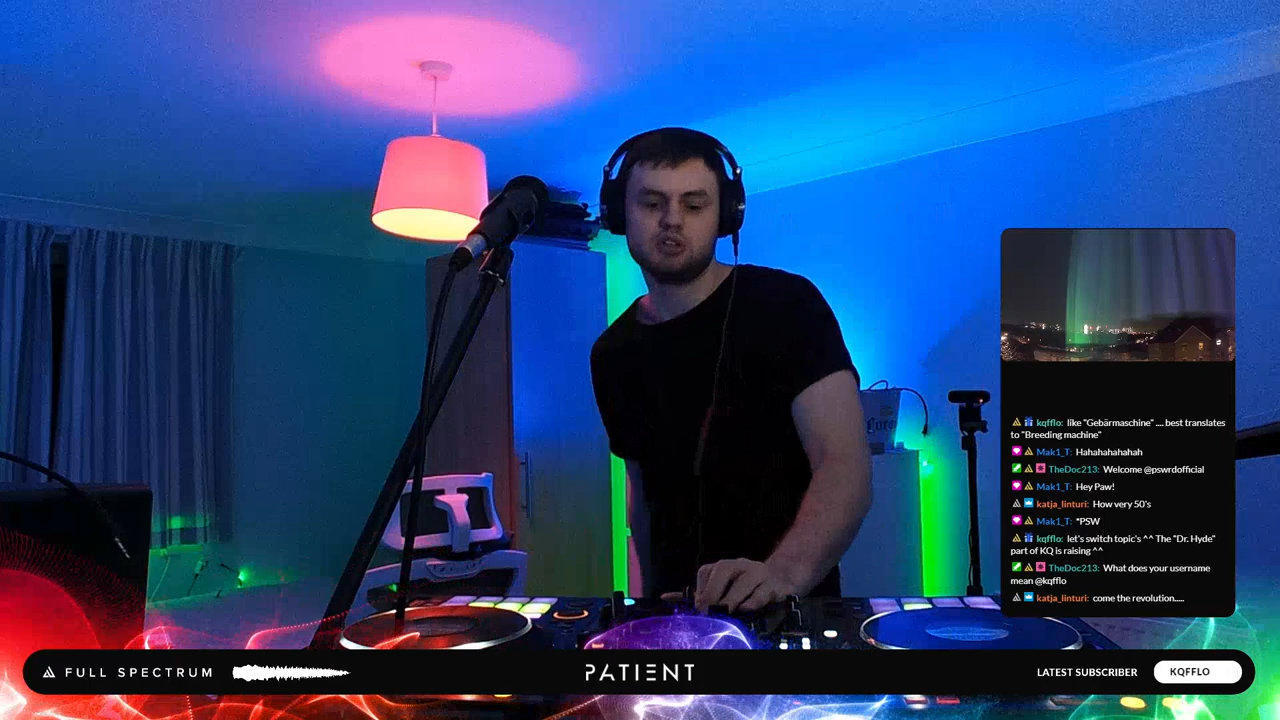 kqfflo: like "Gebärmaschine" .... best translates
to "Breeding machine"
Mak1_T: Hahahahahahah
TheDoc213: Welcome @pswrdofficial
Mak1_T: Hey Paw!
katja_linturi: How very 50's
Mak1_T: *PSW
kqfflo: let's switch topic's ^^ The "Dr. Hyde"
part of KQ is raising ^^
TheDoc213: What does your username
mean @kqfflo
katja_linturi: come the revolution.....
FULL SPECTRUM
PATIENT
LATEST SUBSCRIBER
KQFFLO